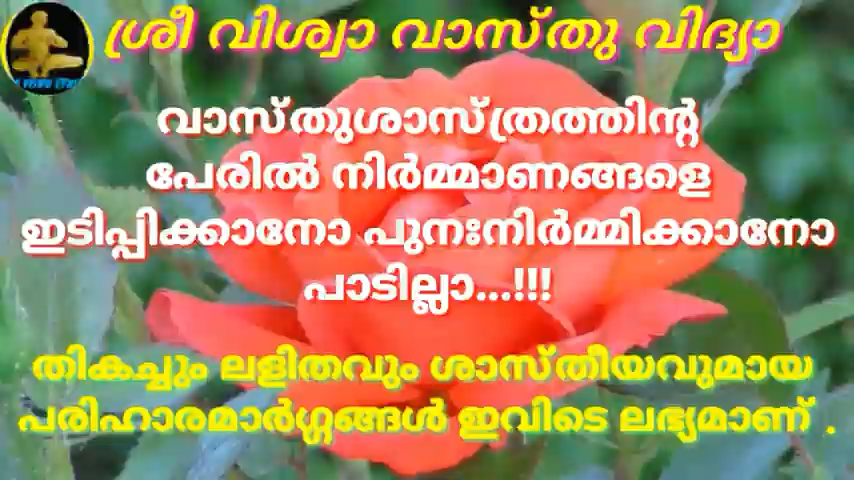 ശ്രീ വിശ്വാ വാസ്തു വിദ്യാ
വാസ്തുശാസ്ത്രത്തിന്റ
പേരിൽ നിർമ്മാണങ്ങളെ
ഇടിപ്പിക്കാനോ പുനഃനിർമ്മിക്കാനോ
പാടില്ലാ...!!!
തികച്ചും ലളിതവും ശാസ്തീയവുമായ
പരിഹാരമാർഗ്ഗങ്ങൾ ഇവിടെ ലഭ്യമാണ് .